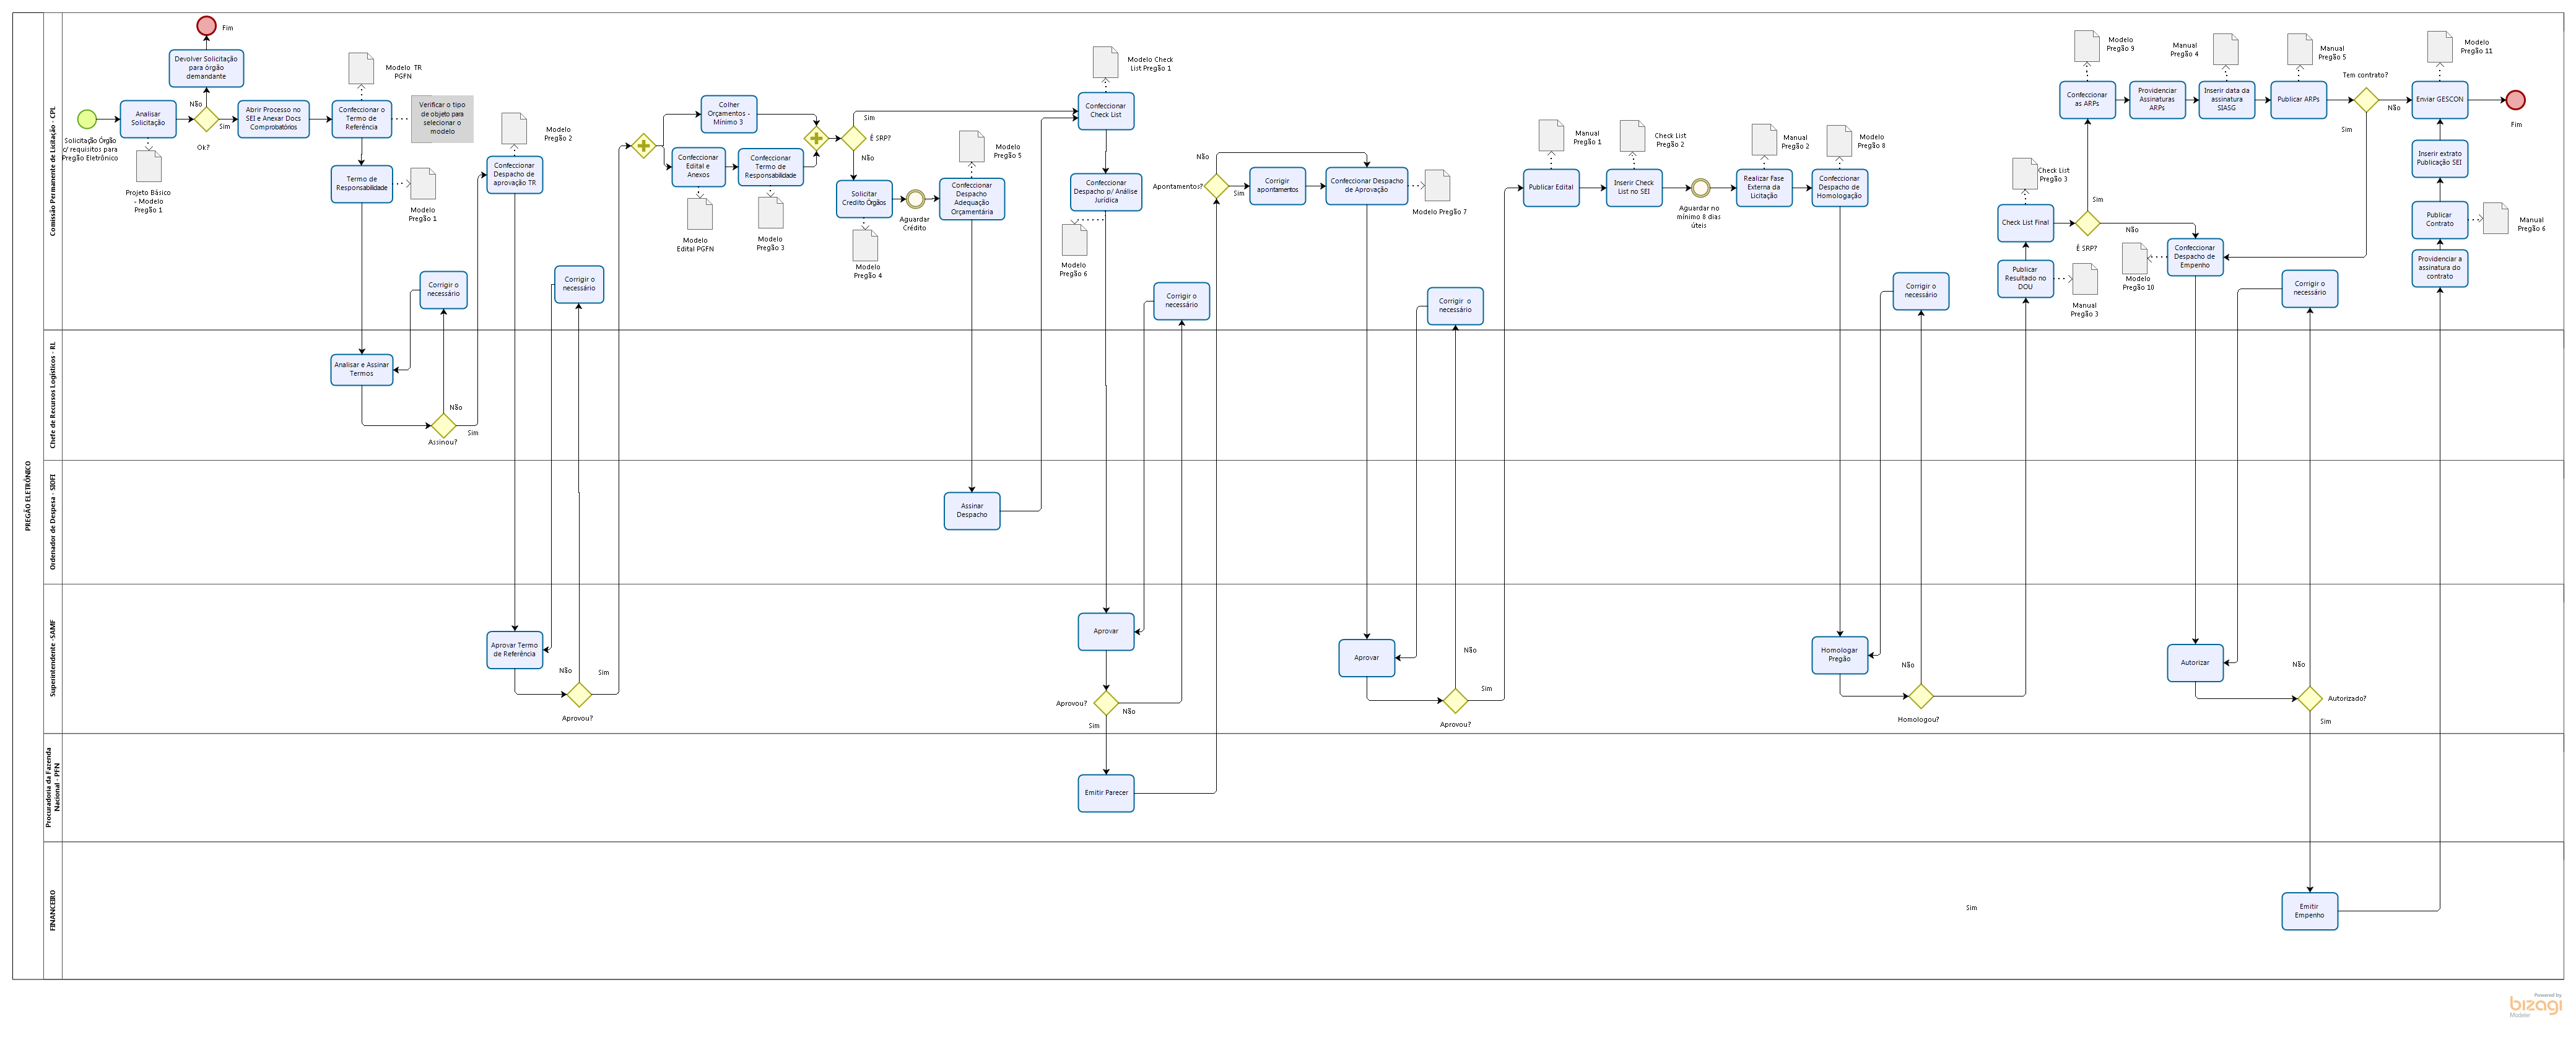 PREGÃO ELETRÔNICO
Comissão Permanente de Licitação - CPL
Chefe de Recursos Logísticos - RL
Ordenador de Despesa - SIOFI
Superintendente -SAMF
Procuradoria da Fazenda
Nacional - PFN
FINANCEIRO
Solicitação Órgão
c/ requisitos para
Pregão Eletrônico
Analisar
Solicitação
Projeto Básico
- Modelo
Pregão 1
Ok?
Não
Sim
Devolver Solicitação
para órgão
demandante
Fim
Abrir Processo no
SEI e Anexar Docs
Comprobatórios
Confeccionar o
Termo de
Referência
Modelo TR
PGFN
Verificar o tipo
de objeto para
selecionar o
modelo
Termo de
Responsabilidade
Modelo
Pregão 1
Corrigir o
necessário
Analisar e Assinar
Termos
Não
Sim
Assinou?
Modelo
Pregão 2
Confeccionar
Despacho de
aprovação TR
Corrigir o
necessário
Aprovar Termo
de Referência
Não
Sim
Aprovou?
Colher
Orçamentos -
Mínimo 3
Confeccionar
Edital e
Anexos
Modelo
Edital PGFN
Confeccionar
Termo de
Responsabilidade
Modelo
Pregão 3
É SRP?
Sim
Não
Solicitar
Credito Órgãos
Modelo
Pregão 4
Aguardar
Crédito
Modelo
Pregão 5
Confeccionar
Despacho
Adequação
Orçamentária
Assinar
Despacho
Modelo Check
List Pregão 1
Confeccionar
Check List
Confeccionar
Despacho p/ Análise
Jurídica
Modelo
Pregão 6
Corrigir o
necessário
Aprovar
Aprovou?
Não
Sim
Emitir Parecer
Apontamentos?
Não
Sim
Corrigir
apontamentos
Confeccionar Despacho
de Aprovação
Modelo Pregão 7
Corrigir o
necessário
Aprovar
Não
Sim
Aprovou?
Manual
Pregão 1
Publicar Edital
Check List
Pregão 2
Inserir Check
List no SEI
Aguardar no
mínimo 8 dias
úteis
Manual
Pregão 2
Realizar Fase
Externa da
Licitação
Modelo
Pregão 8
Confeccionar
Despacho de
Homologação
Corrigir o
necessário
Homologar
Pregão
Não
Homologou?
Sim
Publicar
Resultado no
DOU
Manual
Pregão 3
Check List Final
Check List
Pregão 3
É SRP?
Sim
Não
Confeccionar
as ARPs
Modelo
Pregão 9
Providenciar
Assinaturas
ARPs
Manual
Pregão 4
Inserir data da
assinatura
SIASG
Manual
Pregão 5
Publicar ARPs
Tem contrato?
Não
Sim
Confeccionar
Despacho de
Empenho
Modelo
Pregão 10
Corrigir o
necessário
Autorizar
Não
Autorizado?
Sim
Emitir
Empenho
Providenciar a
assinatura do
contrato
Publicar
Contrato
Manual
Pregão 6
Inserir extrato
Publicação SEI
Enviar GESCON
Modelo
Pregão 11
Fim
Powered by
bizagi
Modeler